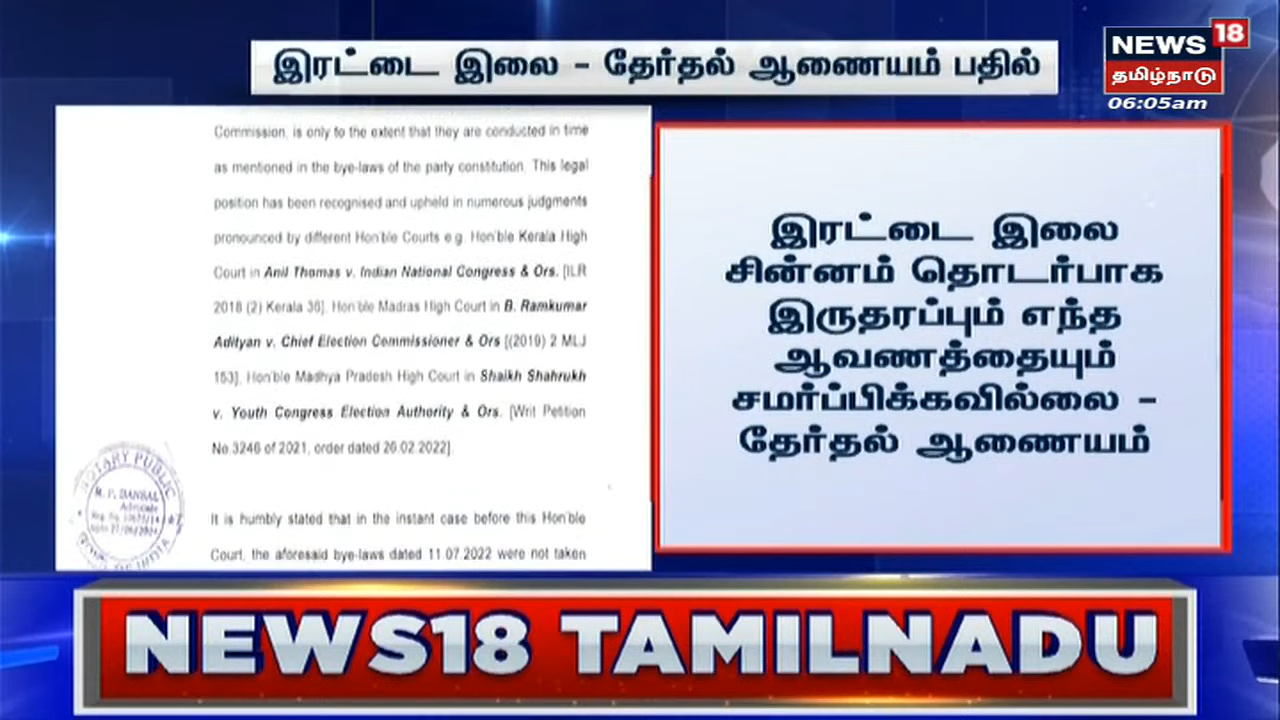 இரட்டை இலை – தேர்தல் ஆணையம் பதில்
NEWS 18
தமிழ்நாடு
06:05am
Commission, is only to the extent that they are conducted in time
as mentioned in the bye-laws of the party constitution. This legal
position has been recognised and upheld in numerous judgments
pronounced by different Hon'ble Courts e.g. Hon'ble Kerala High
Court in Anil Thomas v. Indian National Congress & Ors. [ILR
2018 (2) Kerala 36], Hon'ble Madras High Court in B. Ramkumar
Adityan v. Chief Election Commissioner & Ors [(2019) 2 MLJ
153], Hon'ble Madhya Pradesh High Court in Shaikh Shahrukh
v. Youth Congress Election Authority & Ors. [Writ Petition
No.3246 of 2021, order dated 26.02.2022].
It is humbly stated that in the instant case before this Hon'ble
Court, the aforesaid bye-laws dated 11.07.2022 were not taken
NOTARY PUBLIC
BANSAL
Advocate
OF INDIA
இரட்டை இலை
சின்னம் தொடர்பாக
இருதரப்பும் எந்த
ஆவணத்தையும்
சமர்ப்பிக்கவில்லை –
தேர்தல் ஆணையம்
NEWS18 TAMILNADU